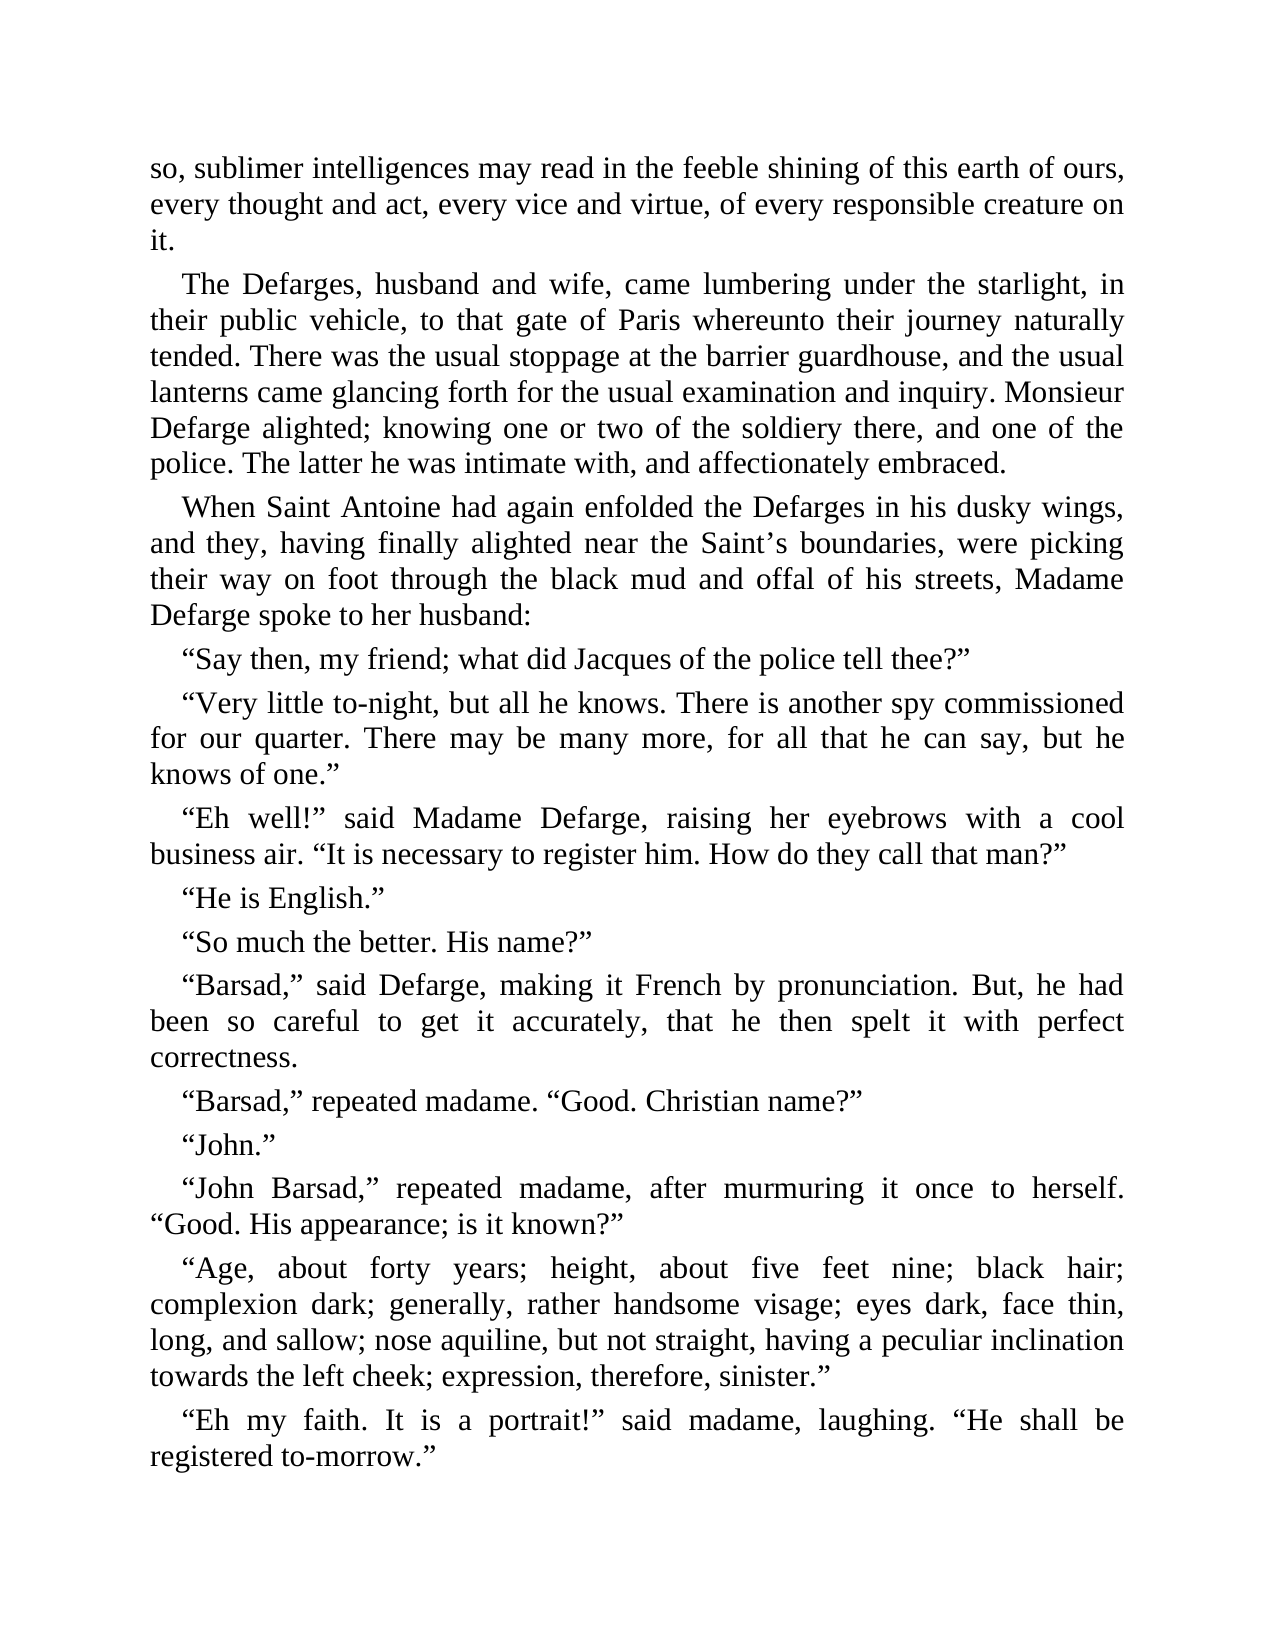 so, sublimer intelligences may read in the feeble shining of this earth of ours,
every thought and act, every vice and virtue, of every responsible creature on
it.
The Defarges, husband and wife, came lumbering under the starlight, in
their public vehicle, to that gate of Paris whereunto their journey naturally
tended. There was the usual stoppage at the barrier guardhouse, and the usual
lanterns came glancing forth for the usual examination and inquiry. Monsieur
Defarge alighted; knowing one or two of the soldiery there, and one of the
police. The latter he was intimate with, and affectionately embraced.
When Saint Antoine had again enfolded the Defarges in his dusky wings,
and they, having finally alighted near the Saint’s boundaries, were picking
their way on foot through the black mud and offal of his streets, Madame
Defarge spoke to her husband:
“Say then, my friend; what did Jacques of the police tell thee?”
“Very little to-night, but all he knows. There is another spy commissioned
for our quarter. There may be many more, for all that he can say, but he
knows of one.”
“Eh well!” said Madame Defarge, raising her eyebrows with a cool
business air. “It is necessary to register him. How do they call that man?”
“He is English.”
“So much the better. His name?”
“Barsad,” said Defarge, making it French by pronunciation. But, he had
been so careful to get it accurately, that he then spelt it with perfect
correctness.
“Barsad,” repeated madame. “Good. Christian name?”
“John.”
“John Barsad,” repeated madame, after murmuring it once to herself.
“Good. His appearance; is it known?”
“Age, about forty years; height, about five feet nine; black hair;
complexion dark; generally, rather handsome visage; eyes dark, face thin,
long, and sallow; nose aquiline, but not straight, having a peculiar inclination
towards the left cheek; expression, therefore, sinister.”
“Eh my faith. It is a portrait!” said madame, laughing. “He shall be
registered to-morrow.”